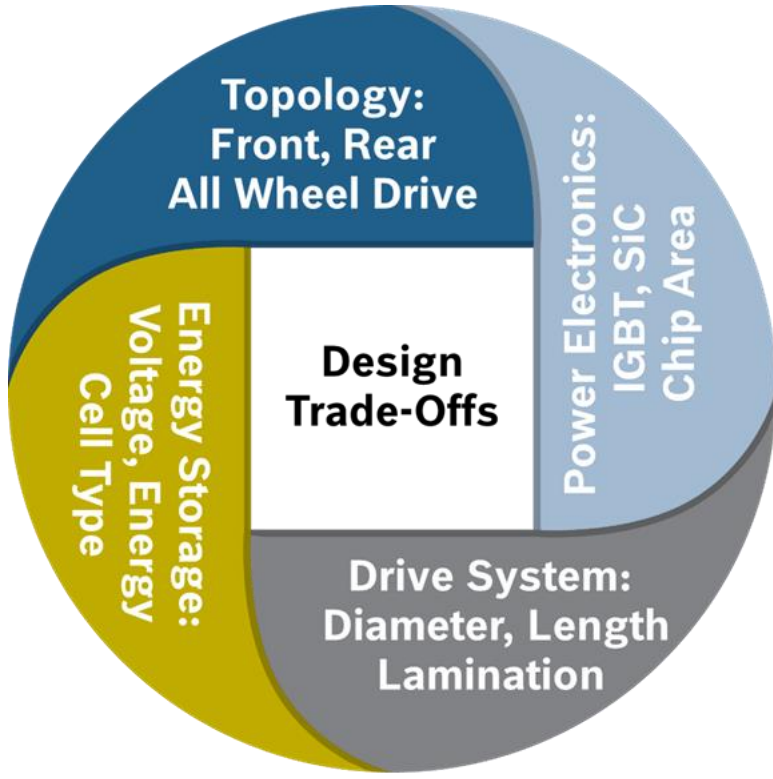 Topology:
Front, Rear
All Wheel Drive
Power Electronics:
IGBT, SiC
Chip Area
Design
Trade-Offs
Energy Storage:
Voltage, Energy
Cell Type
Drive System:
Diameter, Length
Lamination